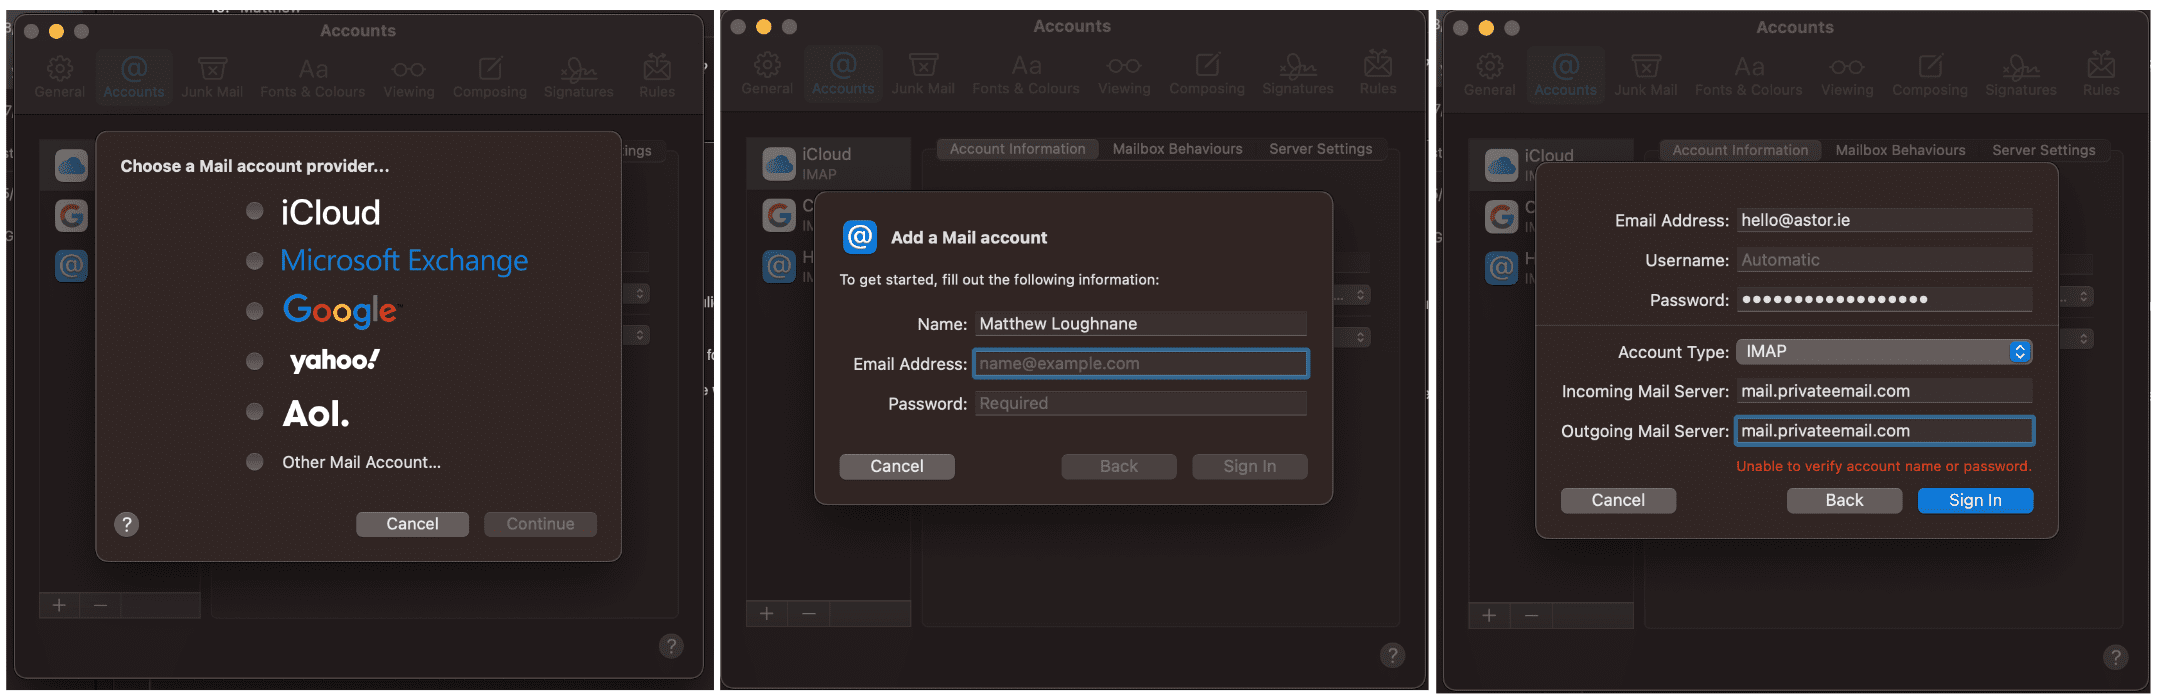 To: Matthew
Accounts
General
Accounts
Junk Mail
Fonts & Colours
Viewing
Composing
Signatures
Rules
ings
Choose a Mail account provider...
iCloud
Microsoft Exchange
Google
yahoo!
Aol.
Other Mail Account...
?
Cancel
Continue
?
Accounts
General
Accounts
Junk Mail
Fonts & Colours
Viewing
Composing
Signatures
Rules
iCloud
IMAP
Account Information
Mailbox Behaviours
Server Settings
@ Add a Mail account
To get started, fill out the following information:
Name: Matthew Loughnane
Email Address: name@example.com
Password: Required
Cancel
Back
Sign In
?
Accounts
General
Accounts
Junk Mail
Fonts & Colours
Viewing
Composing
Signatures
Rules
iCloud
Account Information
Mailbox Behaviours
Server Settings
Email Address: hello@astor.ie
Username: Automatic
Password: ••••••••••••••••••
Account Type: IMAP
Incoming Mail Server: mail.privateemail.com
Outgoing Mail Server: mail.privateemail.com
Unable to verify account name or password.
Cancel
Back
Sign In
?